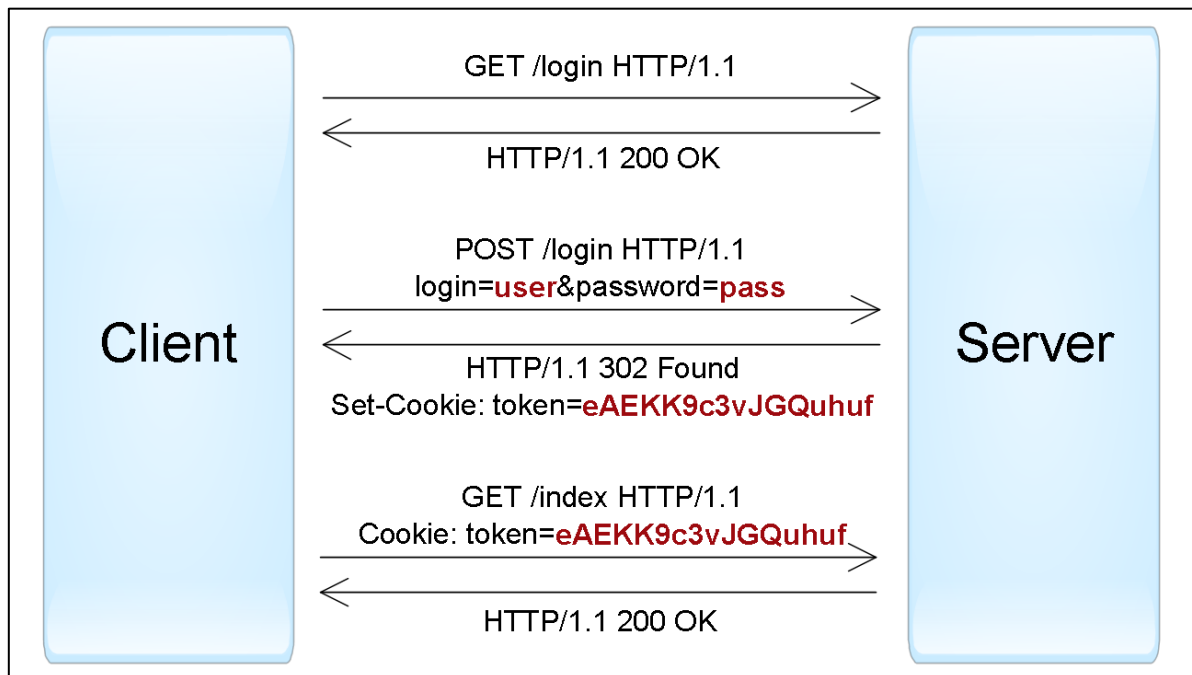 GET /login HTTP/1.1
HTTP/1.1 200 OK
POST /login HTTP/1.1
login=user&password=pass
Client
Server
HTTP/1.1 302 Found
Set-Cookie: token=eAEKK9c3vJGQuhuf
GET /index HTTP/1.1
Cookie: token=eAEKK9c3vJGQuhuf
HTTP/1.1 200 OK